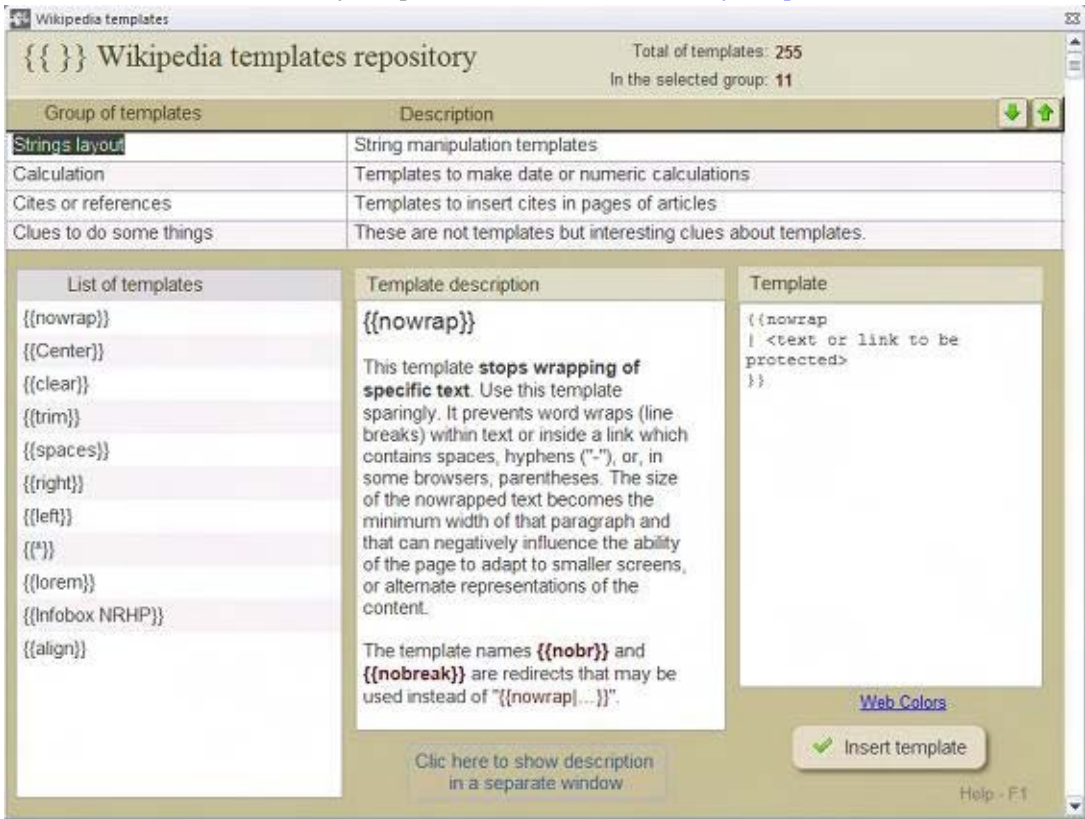 Wikipedia templates
{{ }} Wikipedia templates repository
Total of templates: 255
In the selected group: 11
Group of templates
Description
Strings layout
String manipulation templates
Calculation
Templates to make date or numeric calculations
Cites or references
Templates to insert cites in pages of articles
Clues to do some things
These are not templates but interesting clues about templates.
List of templates
{{nowrap}}
{{Center}}
{{clear}}
{{trim}}
{{spaces}}
{{right}}
{{left}}
{{ª}}
{{lorem}}
{{Infobox NRHP}}
{{align}}
Template description
{{nowrap}}
This template stops wrapping of
specific text. Use this template
sparingly. It prevents word wraps (line
breaks) within text or inside a link which
contains spaces, hyphens ("-"), or, in
some browsers, parentheses. The size
of the nowrapped text becomes the
minimum width of that paragraph and
that can negatively influence the ability
of the page to adapt to smaller screens,
or alternate representations of the
content.
The template names {{nobr}} and
{{nobreak}} are redirects that may be
used instead of "{{nowrap|…}}".
Clic here to show description
in a separate window
Template
{{nowrap
| <text or link to be
protected>
}}
Web Colors
Insert template
Help - F1